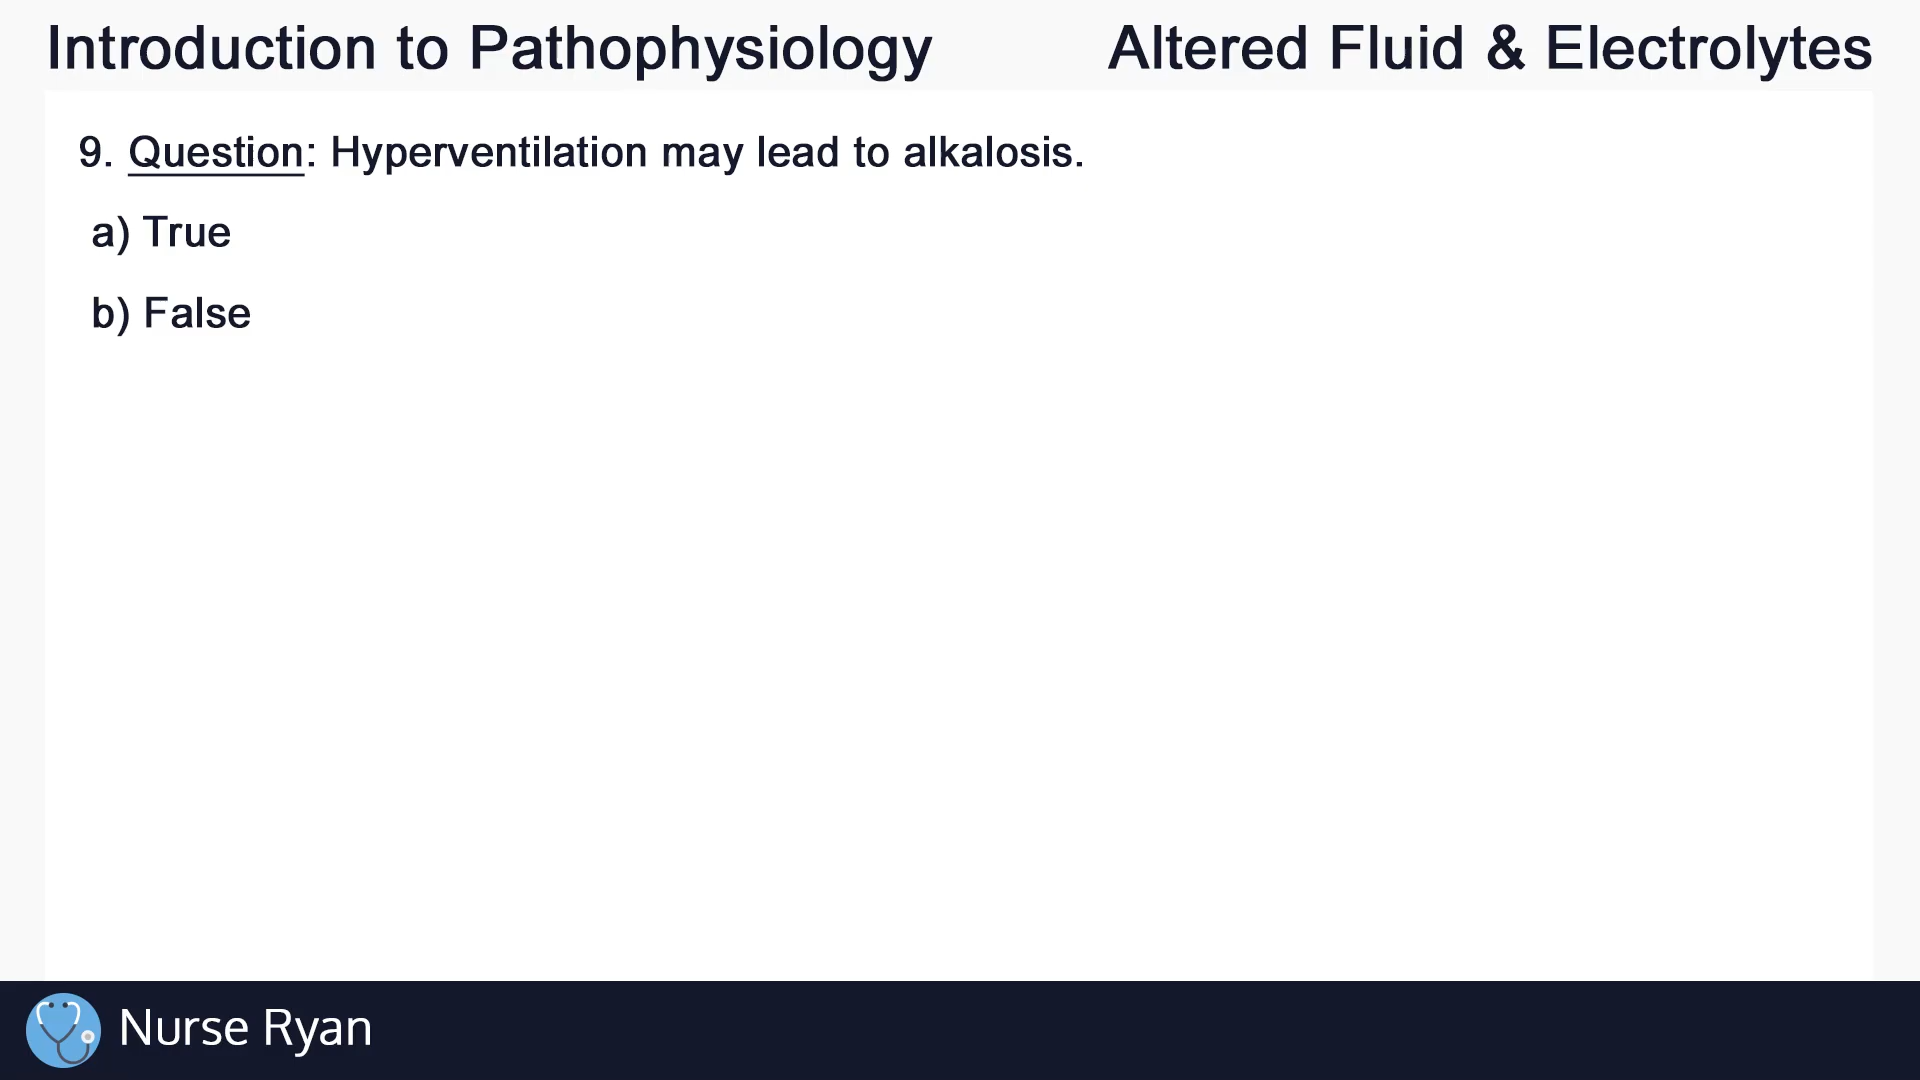 Introduction to Pathophysiology
Altered Fluid & Electrolytes
9. Question: Hyperventilation may lead to alkalosis.
a) True
b) False
Nurse Ryan